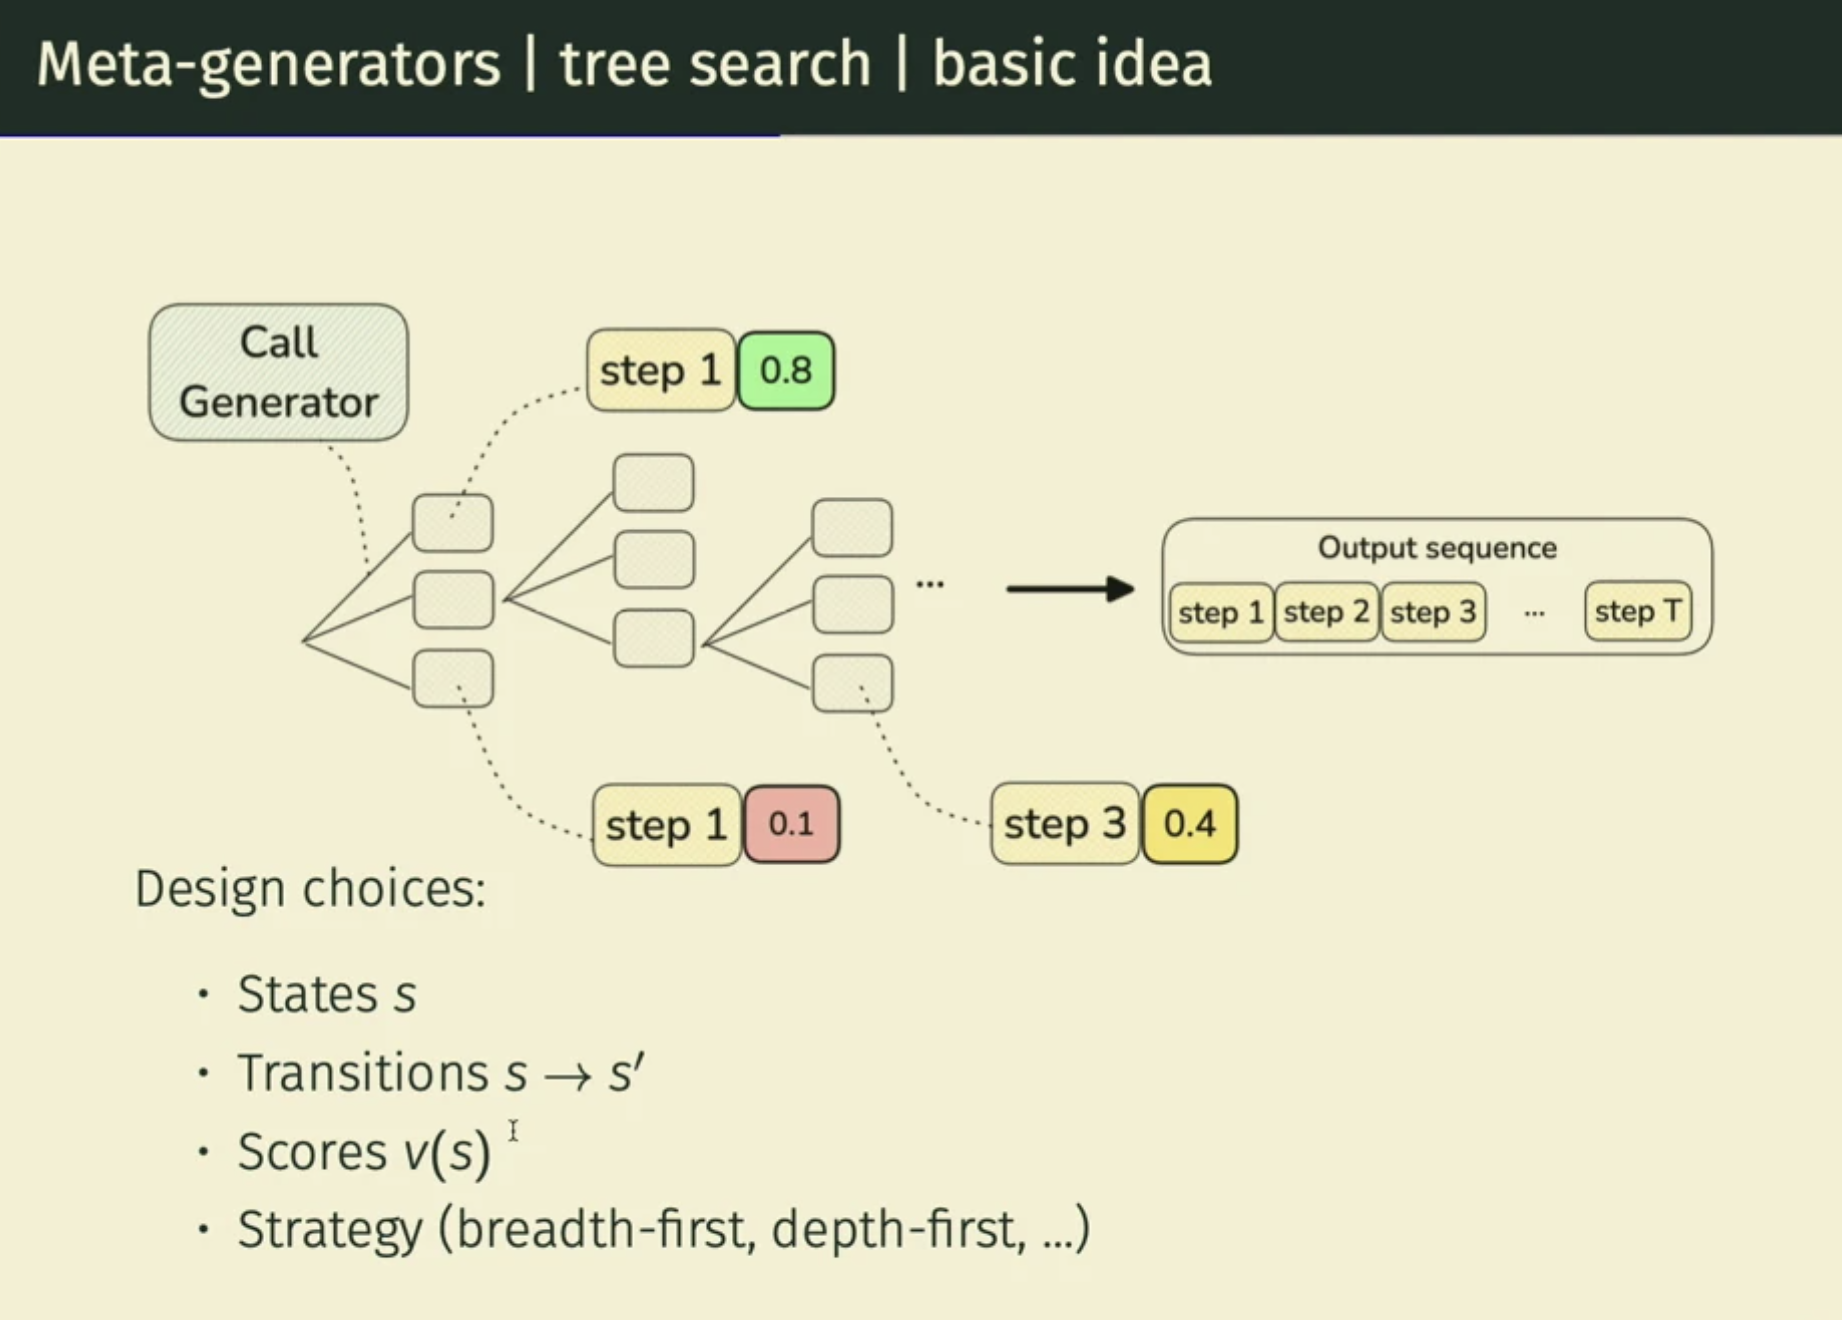 Meta-generators | tree search | basic idea
Call
Generator
step 1 0.8
...
Output sequence
step 1 step 2 step 3 ... step T
step 1 0.1
step 3 0.4
Design choices:
• States s
• Transitions s → s′
• Scores v(s)
• Strategy (breadth-first, depth-first, ...)